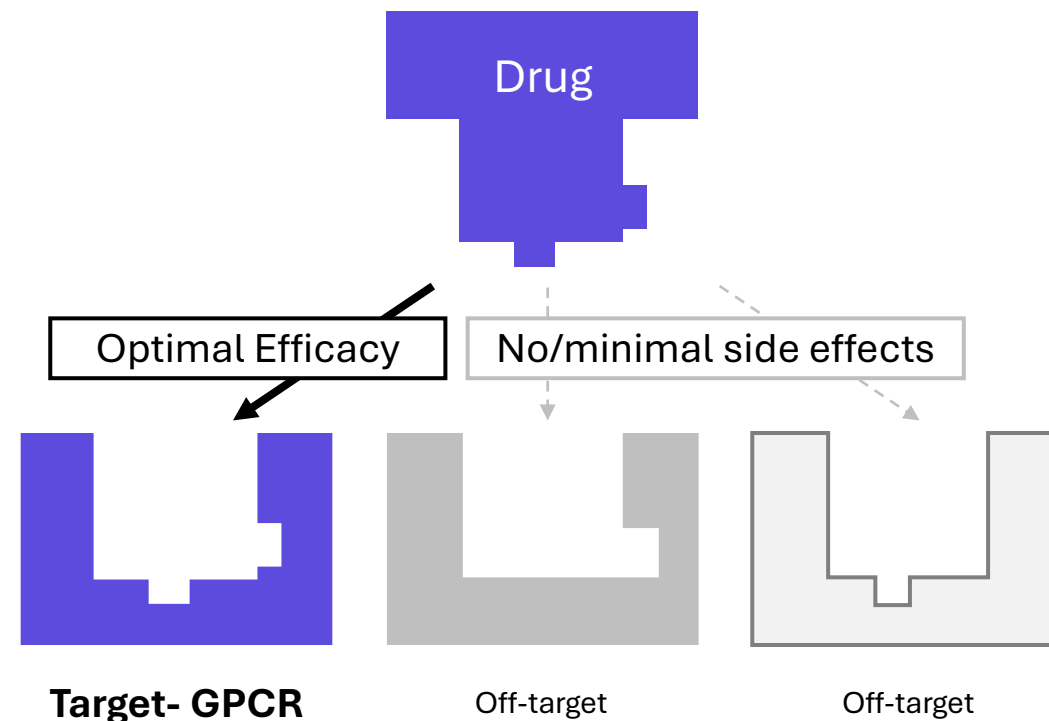 Drug
Optimal Efficacy
No/minimal side effects
Target- GPCR
Off-target
Off-target